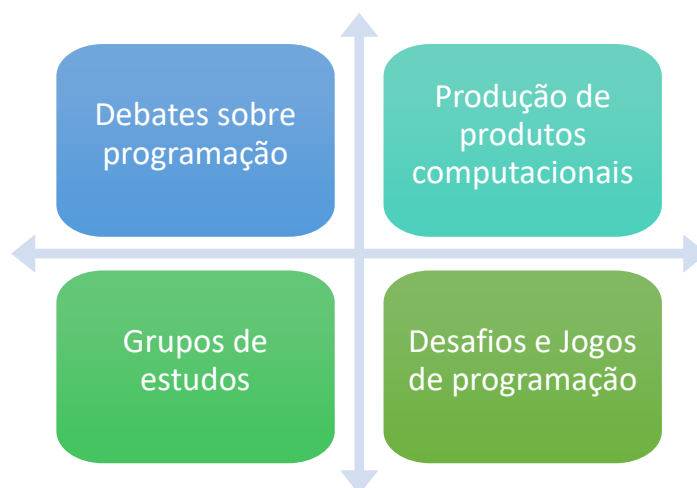 Debates sobre
programação
Produção de
produtos
computacionais
Grupos de
estudos
Desafios e Jogos
de programação